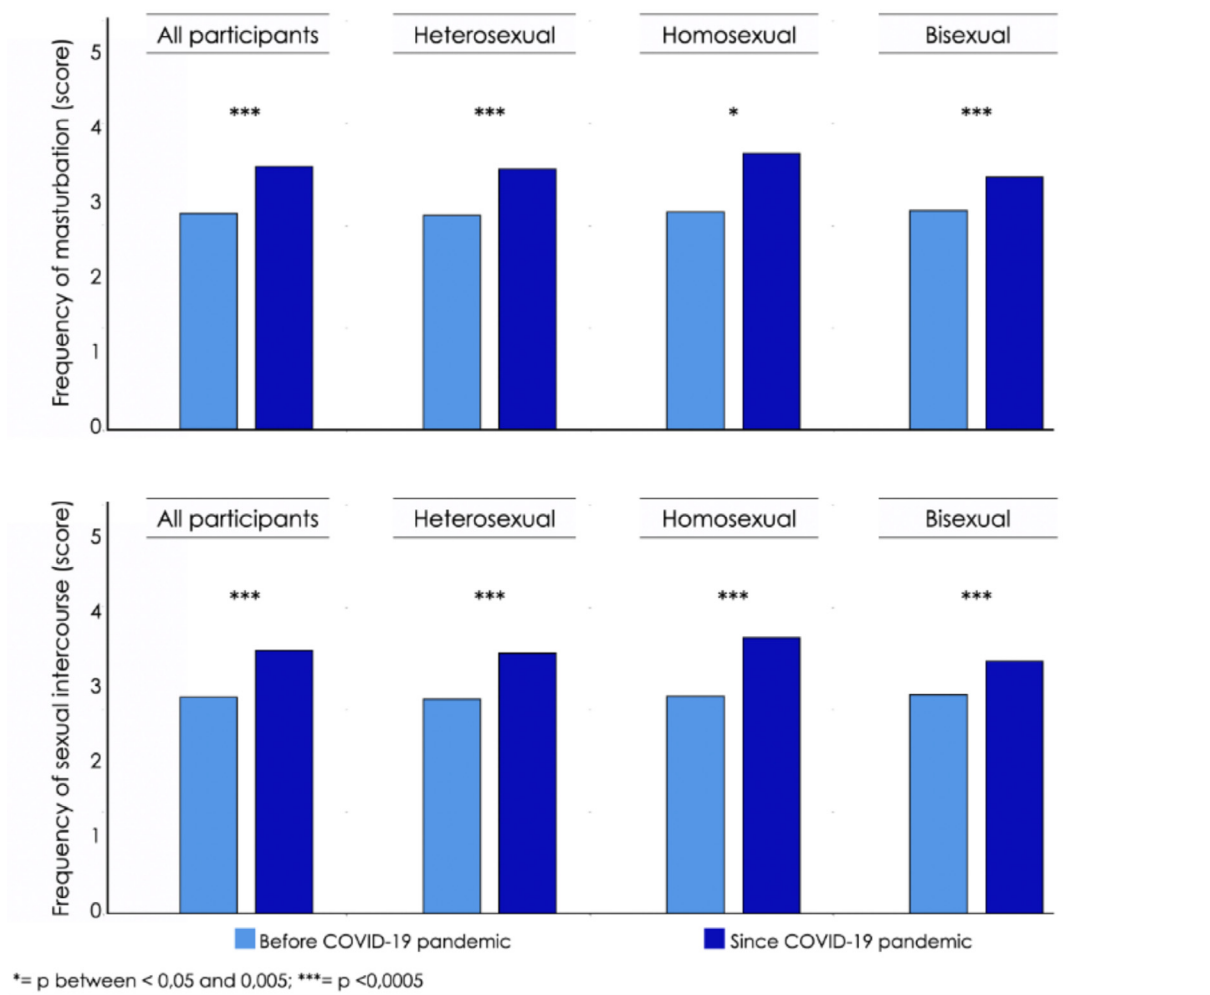 All participants Heterosexual Homosexual Bisexual
Frequency of masturbation (score)
5
*** *** * ***
4
3
2
1
0
All participants Heterosexual Homosexual Bisexual
Frequency of sexual intercourse (score)
5
*** *** *** ***
4
3
2
1
0
Before COVID-19 pandemic Since COVID-19 pandemic
*= p between < 0,05 and 0,005; ***= p <0,0005